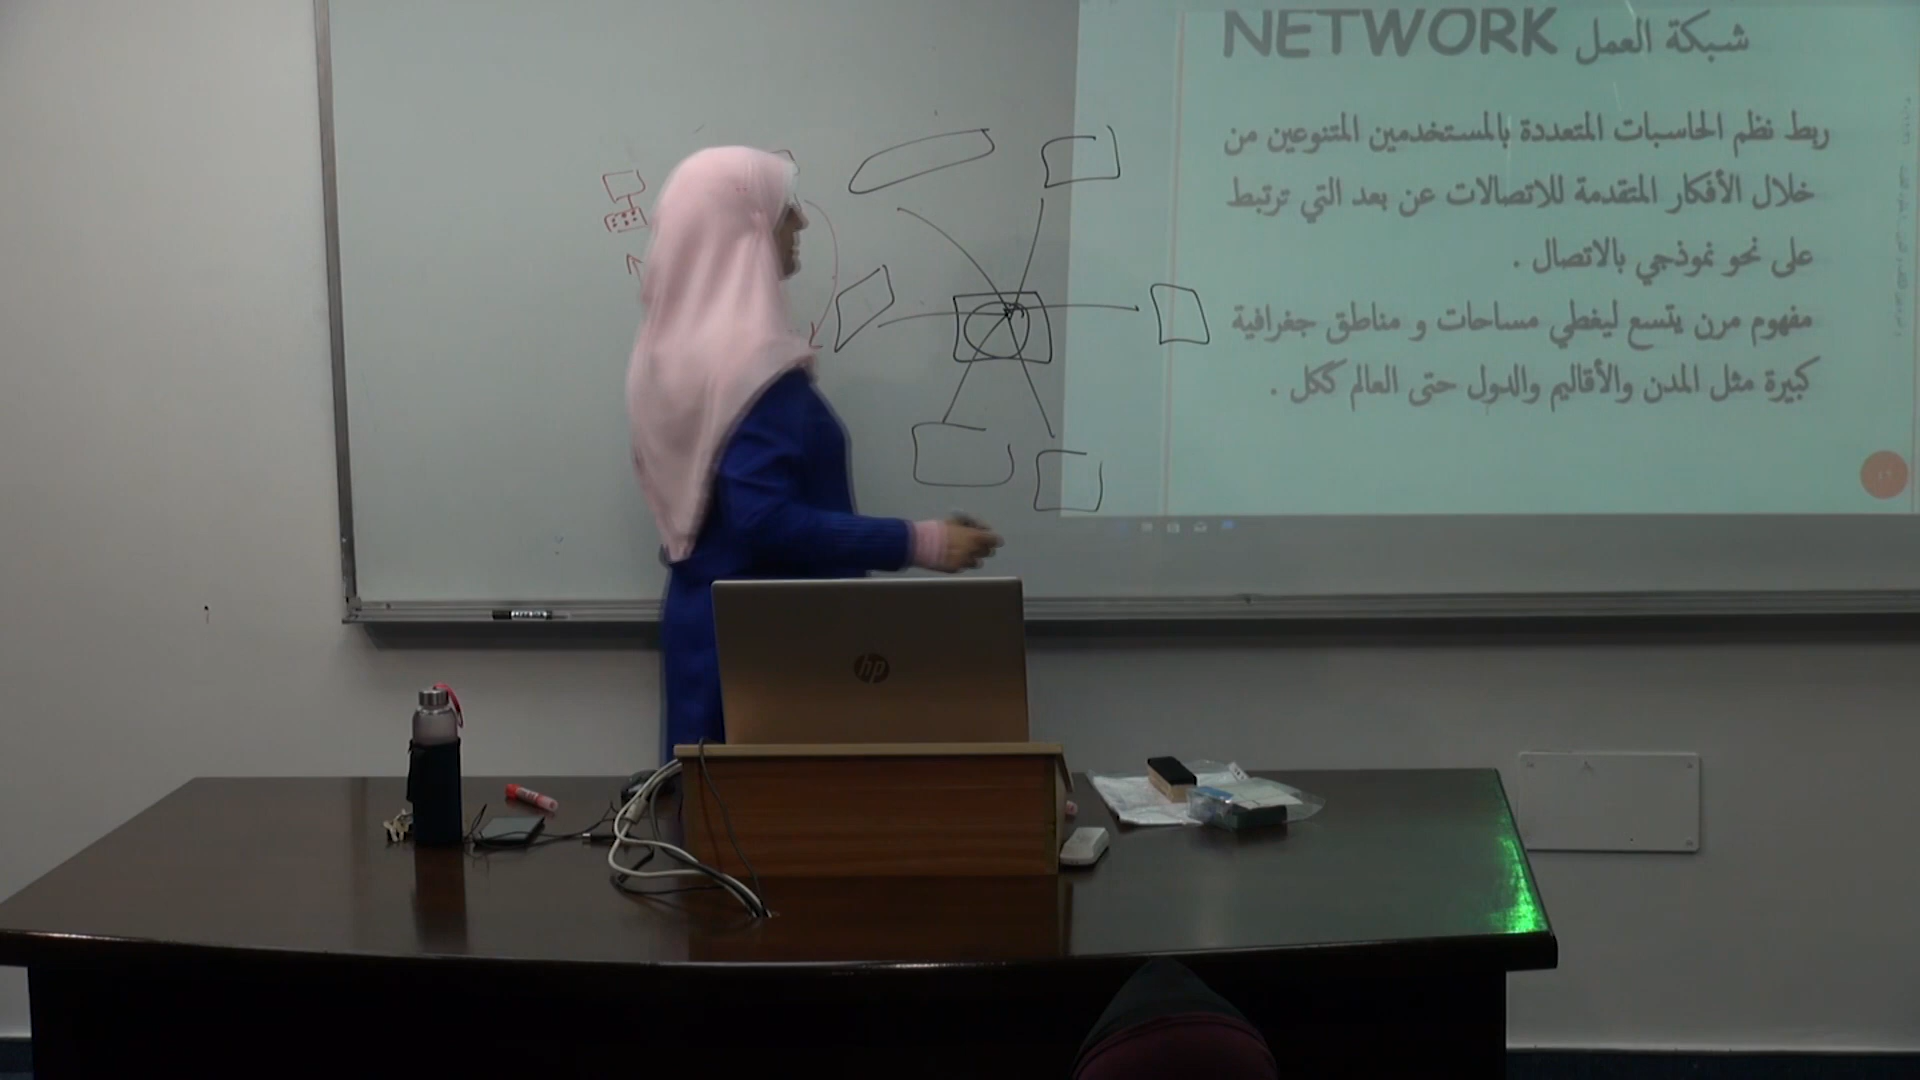 شبكة العمل NETWORK
ربط نظم الحاسبات المتعددة بالمستخدمين المتنوعين من
خلال الأفكار المتقدمة للاتصالات عن بعد التي ترتبط
على نحو نموذجي بالاتصال .
مفهوم مرن يتسع ليغطي مساحات و مناطق جغرافية
كبيرة مثل المدن والأقاليم والدول حتى العالم ككل .
hp